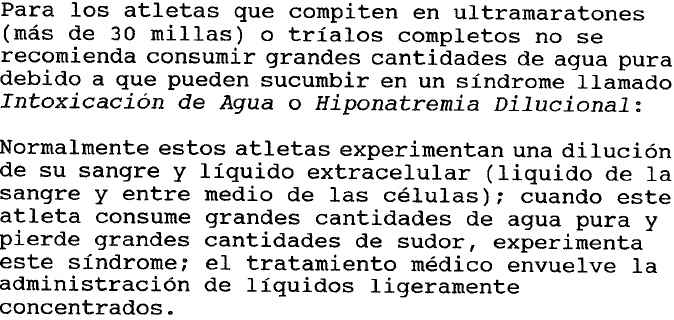 Para los atletas que compiten en ultramaratones
(más de 30 millas) o tríalos completos no se
recomienda consumir grandes cantidades de agua pura
debido a que pueden sucumbir en un síndrome llamado
Intoxicación de Agua o Hiponatremia Dilucional:

Normalmente estos atletas experimentan una dilución
de su sangre y líquido extracelular (liquido de la
sangre y entre medio de las células); cuando este
atleta consume grandes cantidades de agua pura y
pierde grandes cantidades de sudor, experimenta
este síndrome; el tratamiento médico envuelve la
administración de líquidos ligeramente
concentrados.